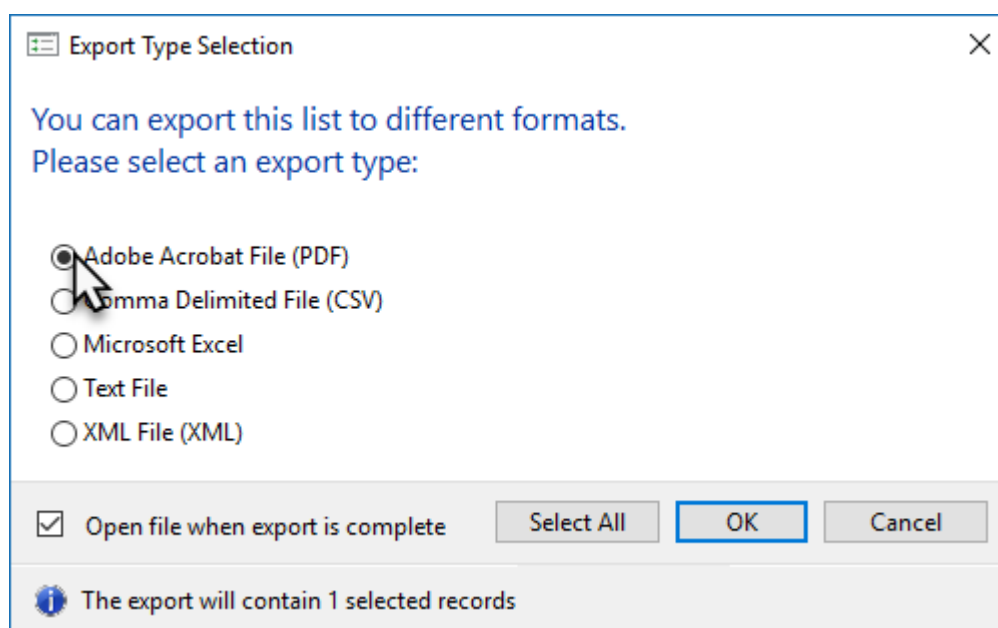 Export Type Selection
You can export this list to different formats.
Please select an export type:
Adobe Acrobat File (PDF)
Comma Delimited File (CSV)
Microsoft Excel
Text File
XML File (XML)
Open file when export is complete
Select All
OK
Cancel
The export will contain 1 selected records